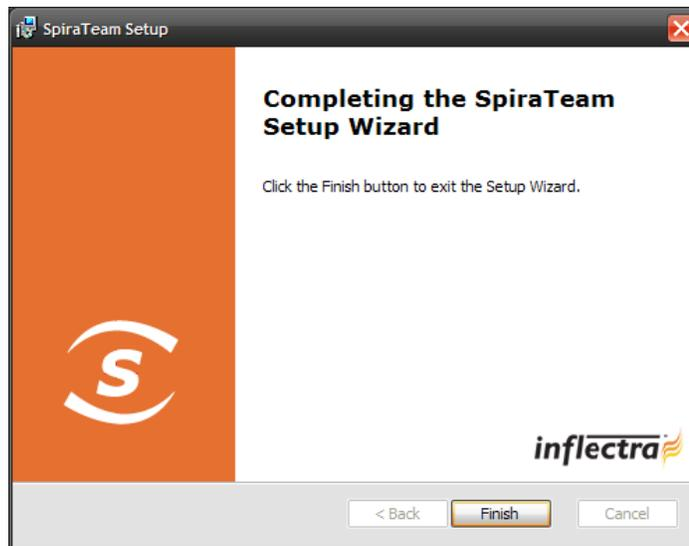 SpiraTeam Setup
Completing the SpiraTeam
Setup Wizard
Click the Finish button to exit the Setup Wizard.
S
inflectra
< Back
Finish
Cancel